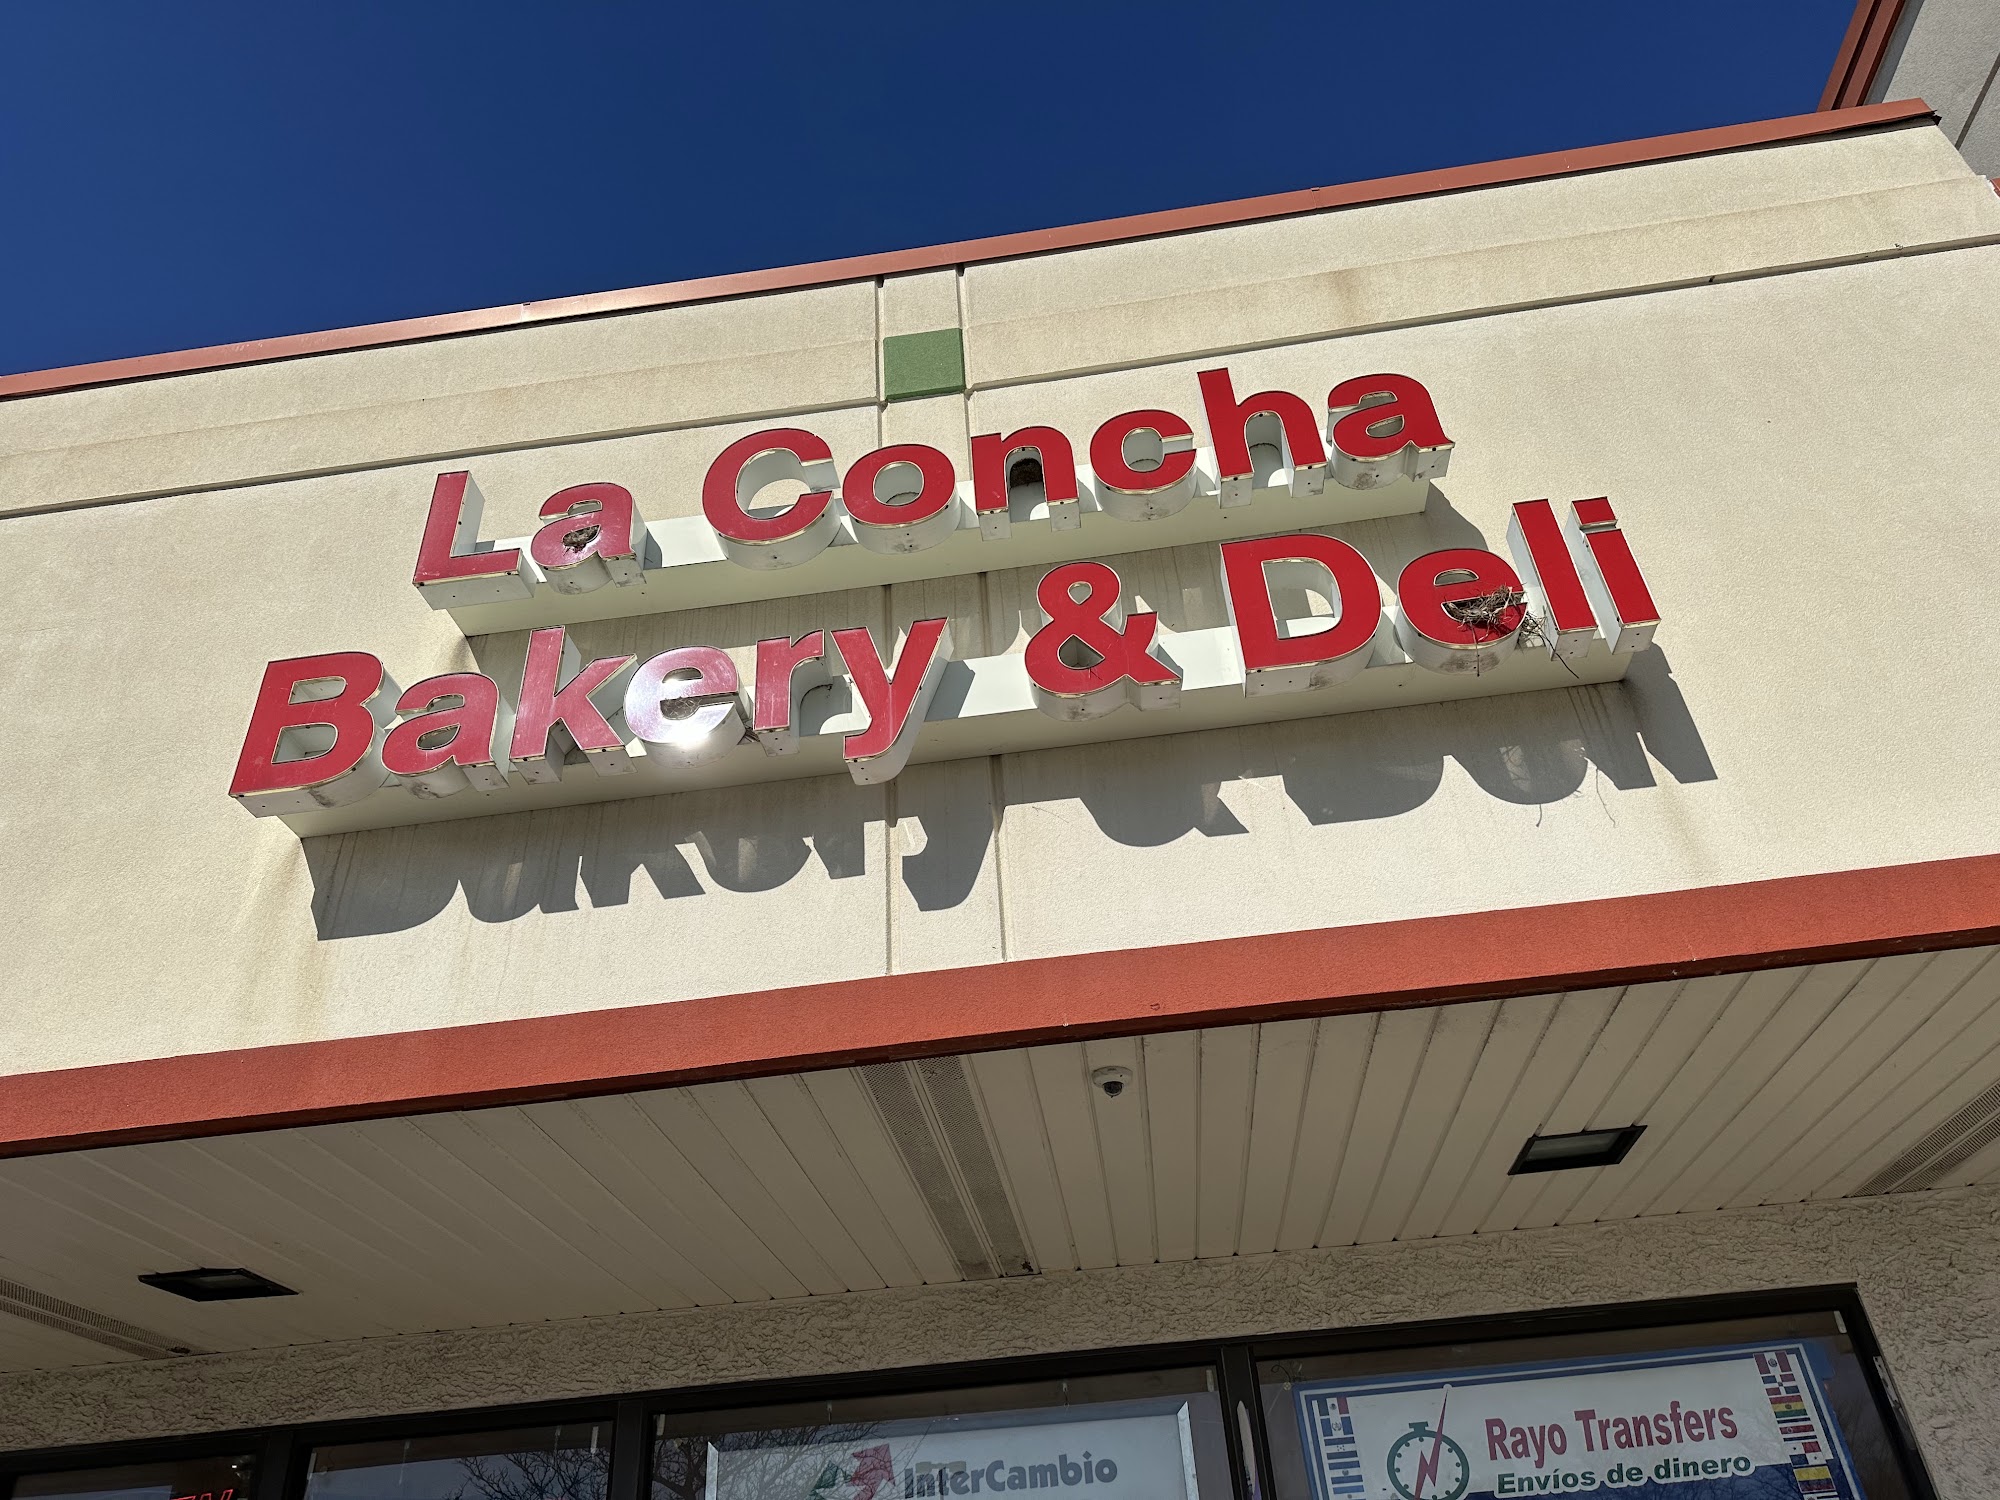 La Concha
Bakery & Deli
InterCambio
Rayo Transfers
Envíos de dinero